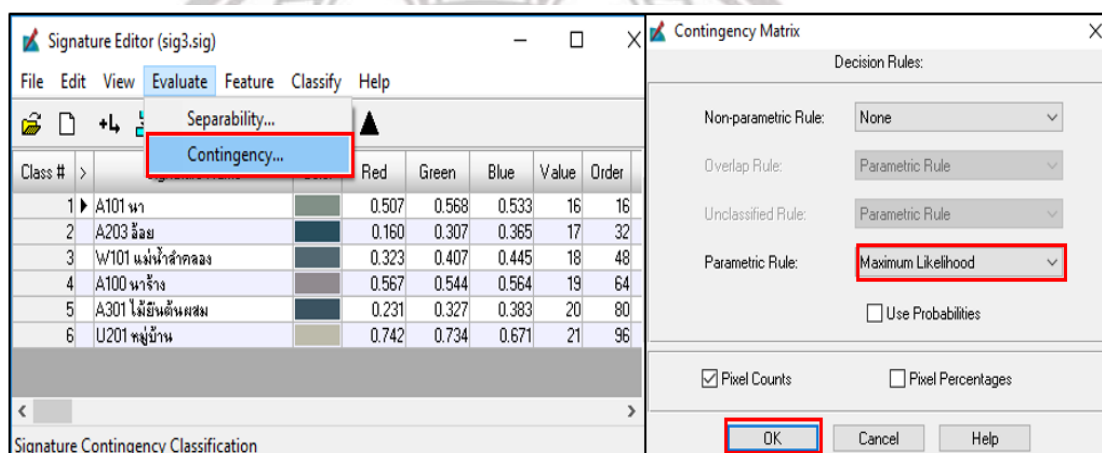 Signature Editor (sig3.sig)
File Edit View Evaluate Feature Classify Help
Separability...
Contingency...
Class # > Red Green Blue Value Order
1 A101 นา 0.507 0.568 0.533 16 16
2 A203 อ้อย 0.160 0.307 0.365 17 32
3 W101 แม่น้ำลำคลอง 0.323 0.407 0.445 18 48
4 A100 นาร้าง 0.567 0.544 0.564 19 64
5 A301 ไม้ยืนต้นผสม 0.231 0.327 0.383 20 80
6 U201 หมู่บ้าน 0.742 0.734 0.671 21 96
Signature Contingency Classification
Contingency Matrix
Decision Rules:
Non-parametric Rule: None
Overlap Rule: Parametric Rule
Unclassified Rule: Parametric Rule
Parametric Rule: Maximum Likelihood
Use Probabilities
Pixel Counts Pixel Percentages
OK Cancel Help